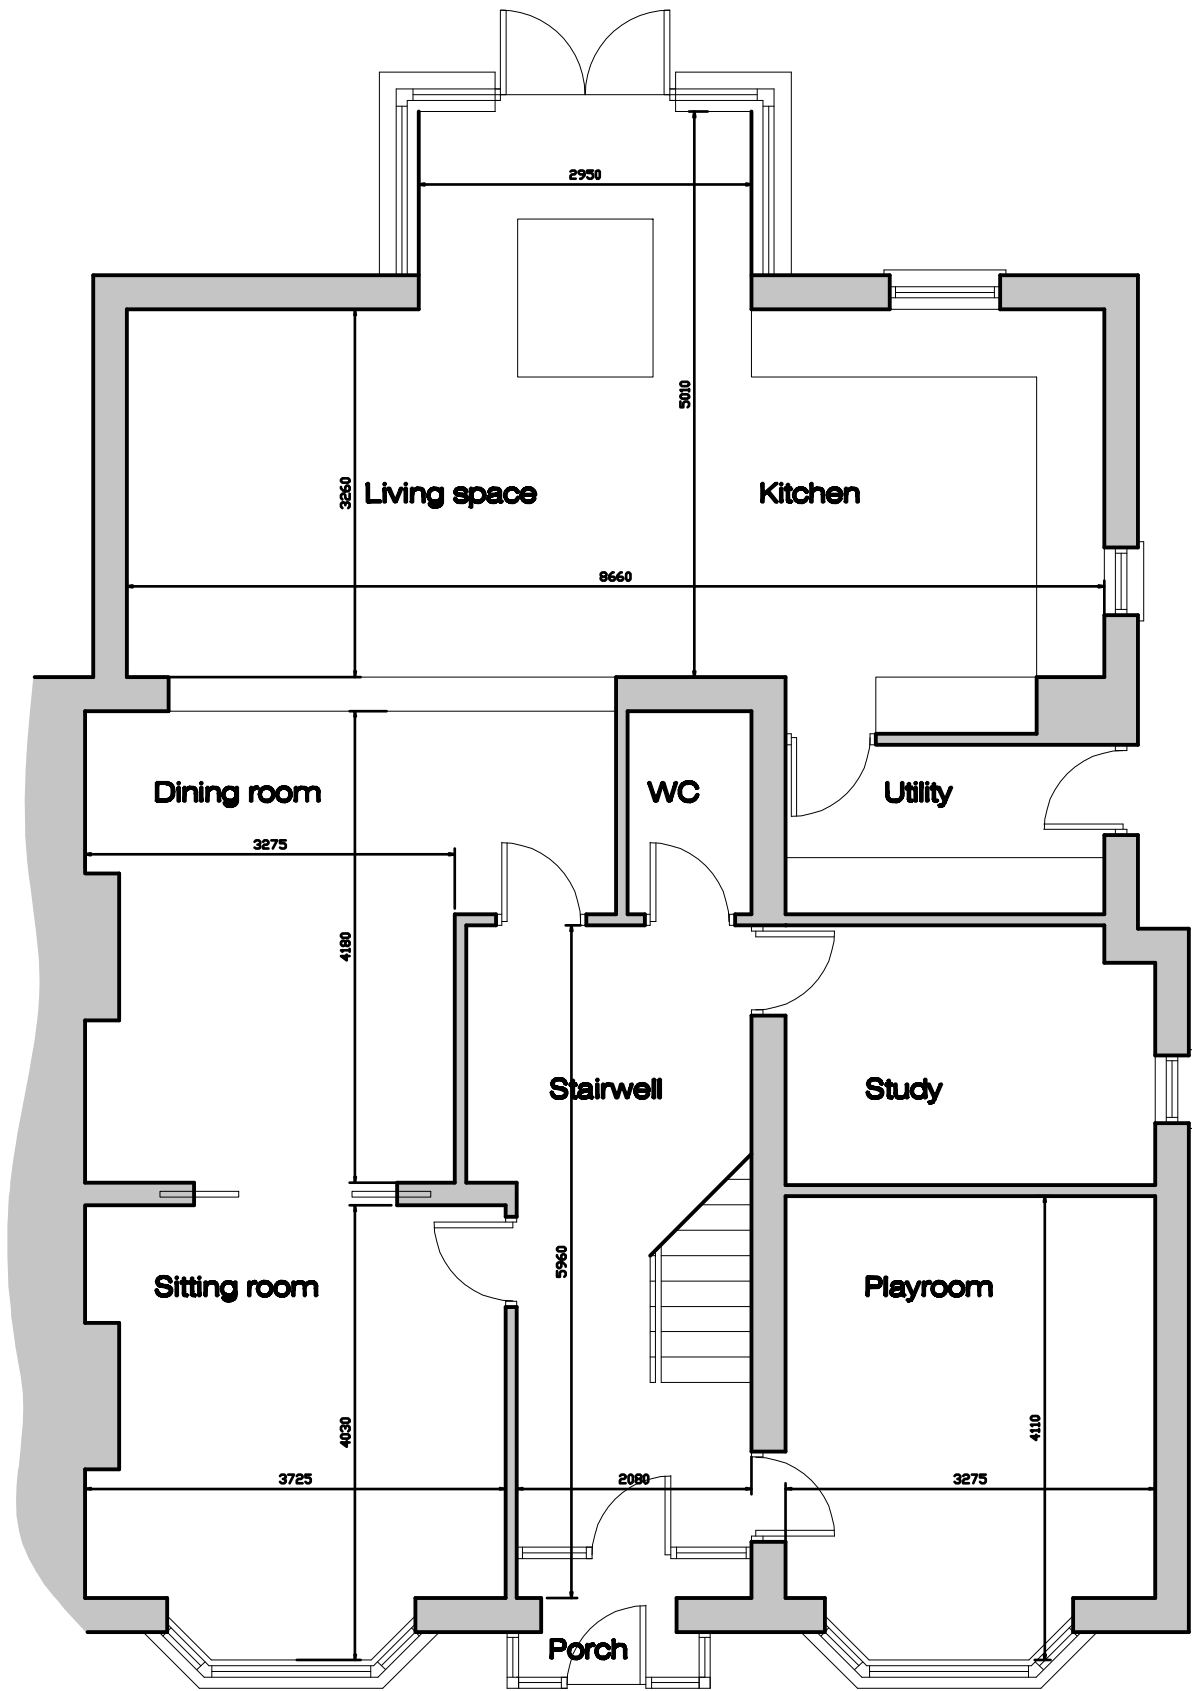 2950
5010
3260
Living space
Kitchen
8660
Dining room
WC
Utility
3275
4180
Stairwell
Study
5960
Sitting room
Playroom
4030
4110
3725
2080
3275
Porch